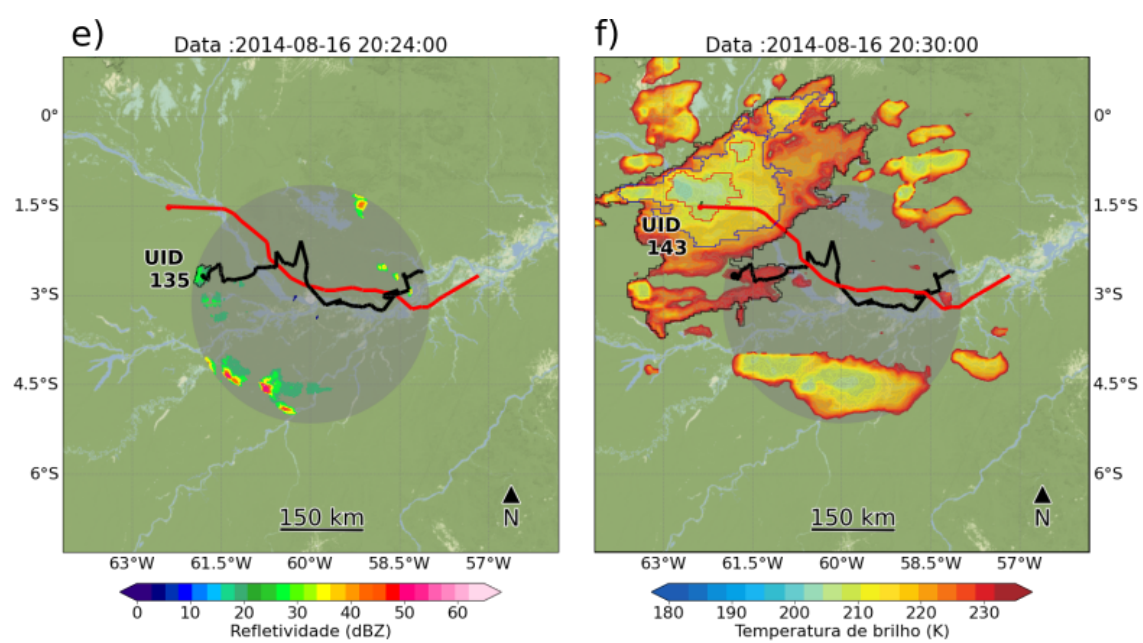 e)
Data :2014-08-16 20:24:00
0°
1.5°S
3°S
4.5°S
6°S
UID
135
150 km
N
63°W 61.5°W 60°W 58.5°W 57°W
0 10 20 30 40 50 60
Refletividade (dBZ)
f)
Data :2014-08-16 20:30:00
UID
143
0°
1.5°S
3°S
4.5°S
6°S
150 km
N
63°W 61.5°W 60°W 58.5°W 57°W
180 190 200 210 220 230
Temperatura de brilho (K)